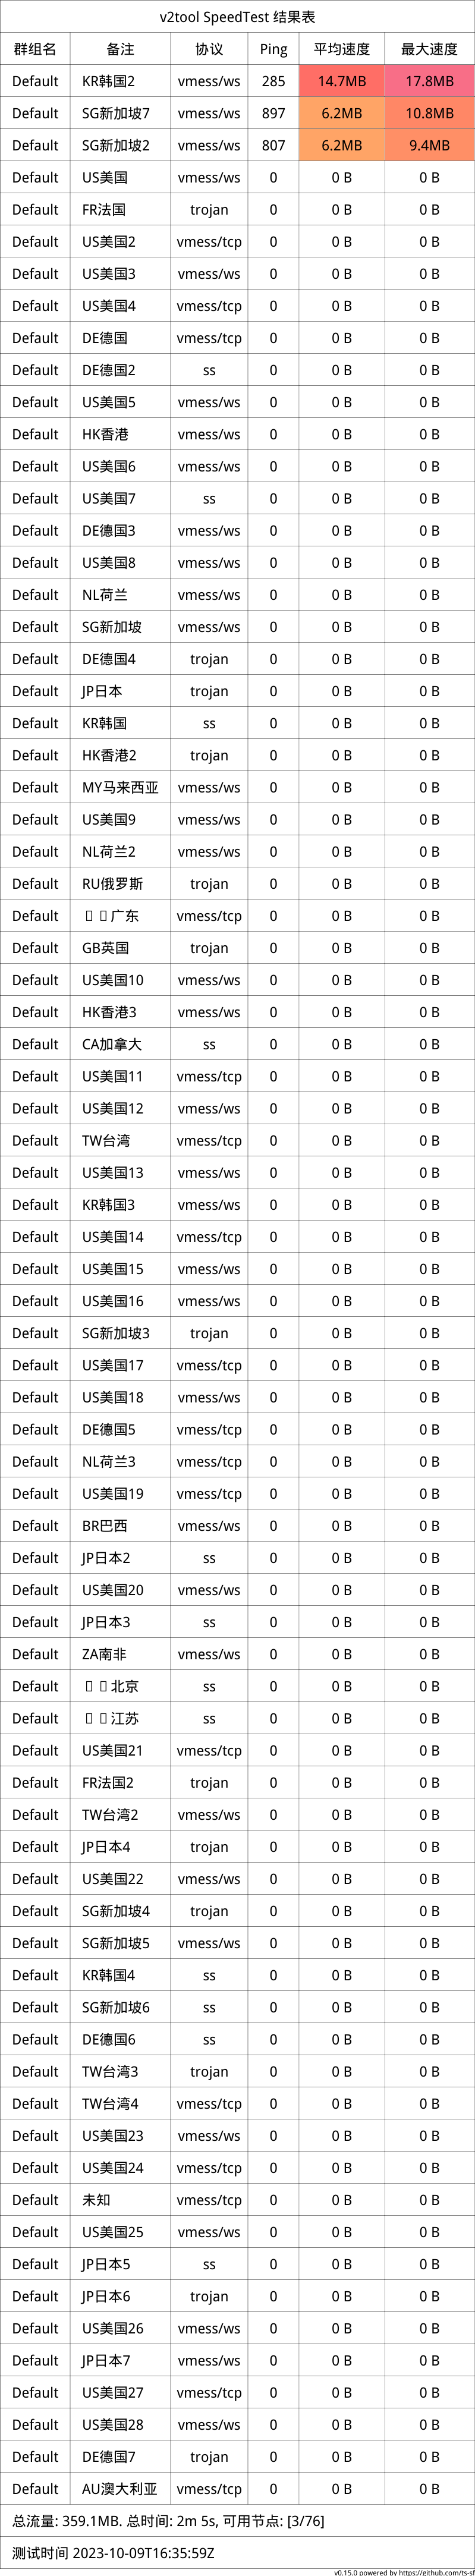 v2tool SpeedTest 结果表
群组名 备注 协议 Ping 平均速度 最大速度
Default KR韩国2 vmess/ws 285 14.7MB 17.8MB
Default SG新加坡7 vmess/ws 897 6.2MB 10.8MB
Default SG新加坡2 vmess/ws 807 6.2MB 9.4MB
Default US美国 vmess/ws 0 0 B 0 B
Default FR法国 trojan 0 0 B 0 B
Default US美国2 vmess/tcp 0 0 B 0 B
Default US美国3 vmess/ws 0 0 B 0 B
Default US美国4 vmess/tcp 0 0 B 0 B
Default DE德国 vmess/tcp 0 0 B 0 B
Default DE德国2 ss 0 0 B 0 B
Default US美国5 vmess/ws 0 0 B 0 B
Default HK香港 vmess/ws 0 0 B 0 B
Default US美国6 vmess/ws 0 0 B 0 B
Default US美国7 ss 0 0 B 0 B
Default DE德国3 vmess/ws 0 0 B 0 B
Default US美国8 vmess/ws 0 0 B 0 B
Default NL荷兰 vmess/ws 0 0 B 0 B
Default SG新加坡 vmess/ws 0 0 B 0 B
Default DE德国4 trojan 0 0 B 0 B
Default JP日本 trojan 0 0 B 0 B
Default KR韩国 ss 0 0 B 0 B
Default HK香港2 trojan 0 0 B 0 B
Default MY马来西亚 vmess/ws 0 0 B 0 B
Default US美国9 vmess/ws 0 0 B 0 B
Default NL荷兰2 vmess/ws 0 0 B 0 B
Default RU俄罗斯 trojan 0 0 B 0 B
Default 广东 vmess/tcp 0 0 B 0 B
Default GB英国 trojan 0 0 B 0 B
Default US美国10 vmess/ws 0 0 B 0 B
Default HK香港3 vmess/ws 0 0 B 0 B
Default CA加拿大 ss 0 0 B 0 B
Default US美国11 vmess/tcp 0 0 B 0 B
Default US美国12 vmess/ws 0 0 B 0 B
Default TW台湾 vmess/tcp 0 0 B 0 B
Default US美国13 vmess/ws 0 0 B 0 B
Default KR韩国3 vmess/ws 0 0 B 0 B
Default US美国14 vmess/tcp 0 0 B 0 B
Default US美国15 vmess/ws 0 0 B 0 B
Default US美国16 vmess/ws 0 0 B 0 B
Default SG新加坡3 trojan 0 0 B 0 B
Default US美国17 vmess/tcp 0 0 B 0 B
Default US美国18 vmess/ws 0 0 B 0 B
Default DE德国5 vmess/tcp 0 0 B 0 B
Default NL荷兰3 vmess/tcp 0 0 B 0 B
Default US美国19 vmess/tcp 0 0 B 0 B
Default BR巴西 vmess/ws 0 0 B 0 B
Default JP日本2 ss 0 0 B 0 B
Default US美国20 vmess/ws 0 0 B 0 B
Default JP日本3 ss 0 0 B 0 B
Default ZA南非 vmess/ws 0 0 B 0 B
Default 北京 ss 0 0 B 0 B
Default 江苏 ss 0 0 B 0 B
Default US美国21 vmess/tcp 0 0 B 0 B
Default FR法国2 trojan 0 0 B 0 B
Default TW台湾2 vmess/ws 0 0 B 0 B
Default JP日本4 trojan 0 0 B 0 B
Default US美国22 vmess/ws 0 0 B 0 B
Default SG新加坡4 trojan 0 0 B 0 B
Default SG新加坡5 vmess/ws 0 0 B 0 B
Default KR韩国4 ss 0 0 B 0 B
Default SG新加坡6 ss 0 0 B 0 B
Default DE德国6 ss 0 0 B 0 B
Default TW台湾3 trojan 0 0 B 0 B
Default TW台湾4 vmess/tcp 0 0 B 0 B
Default US美国23 vmess/ws 0 0 B 0 B
Default US美国24 vmess/tcp 0 0 B 0 B
Default 未知 vmess/tcp 0 0 B 0 B
Default US美国25 vmess/ws 0 0 B 0 B
Default JP日本5 ss 0 0 B 0 B
Default JP日本6 trojan 0 0 B 0 B
Default US美国26 vmess/ws 0 0 B 0 B
Default JP日本7 vmess/ws 0 0 B 0 B
Default US美国27 vmess/tcp 0 0 B 0 B
Default US美国28 vmess/ws 0 0 B 0 B
Default DE德国7 trojan 0 0 B 0 B
Default AU澳大利亚 vmess/tcp 0 0 B 0 B
总流量: 359.1MB. 总时间: 2m 5s, 可用节点: [3/76]
测试时间 2023-10-09T16:35:59Z
v0.15.0 powered by https://github.com/ts-sf